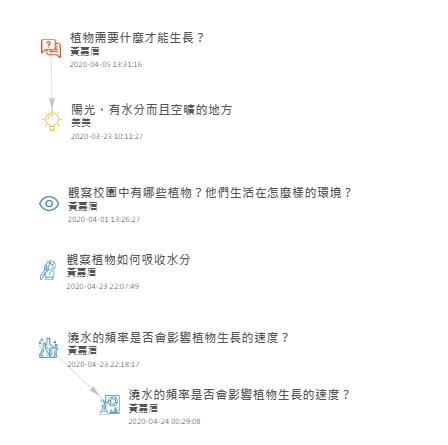 植物需要什麼才能生長？
黃嘉眉
2020-04-05 13:31:16
陽光、有水分而且空曠的地方
美美
2020-03-23 10:11:27
觀察校園中有哪些植物？他們生活在怎麼樣的環境？
黃嘉眉
2020-04-01 13:26:27
觀察植物如何吸收水分
黃嘉眉
2020-04-23 22:07:49
澆水的頻率是否會影響植物生長的速度？
黃嘉眉
2020-04-23 22:18:17
澆水的頻率是否會影響植物生長的速度？
黃嘉眉
2020-04-24 00:29:08